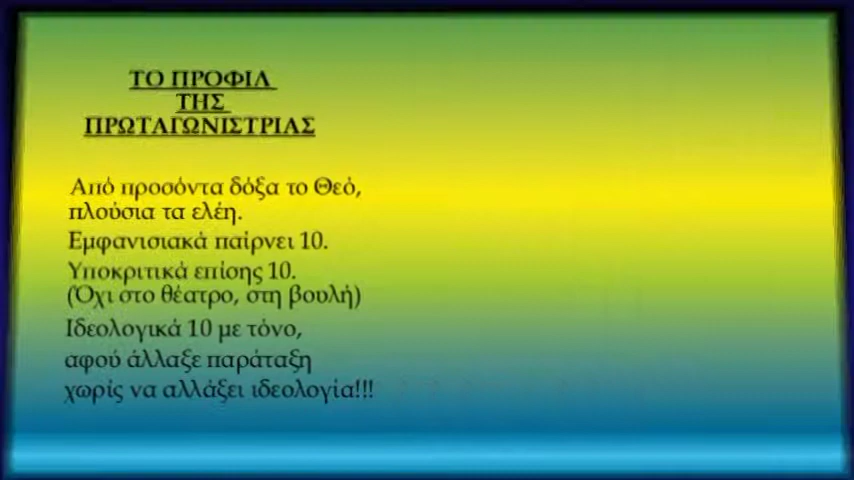 ΤΟ ΠΡΟΦΙΛ
ΤΗΣ
ΠΡΩΤΑΓΩΝΙΣΤΡΙΑΣ
Από προσόντα δόξα το Θεό,
πλούσια τα ελέη.
Εμφανισιακά παίρνει 10.
Υποκριτικά επίσης 10.
(Όχι στο θέατρο, στη βουλή)
Ιδεολογικά 10 με τόνο,
αφού άλλαξε παράταξη
χωρίς να αλλάξει ιδεολογία!!!